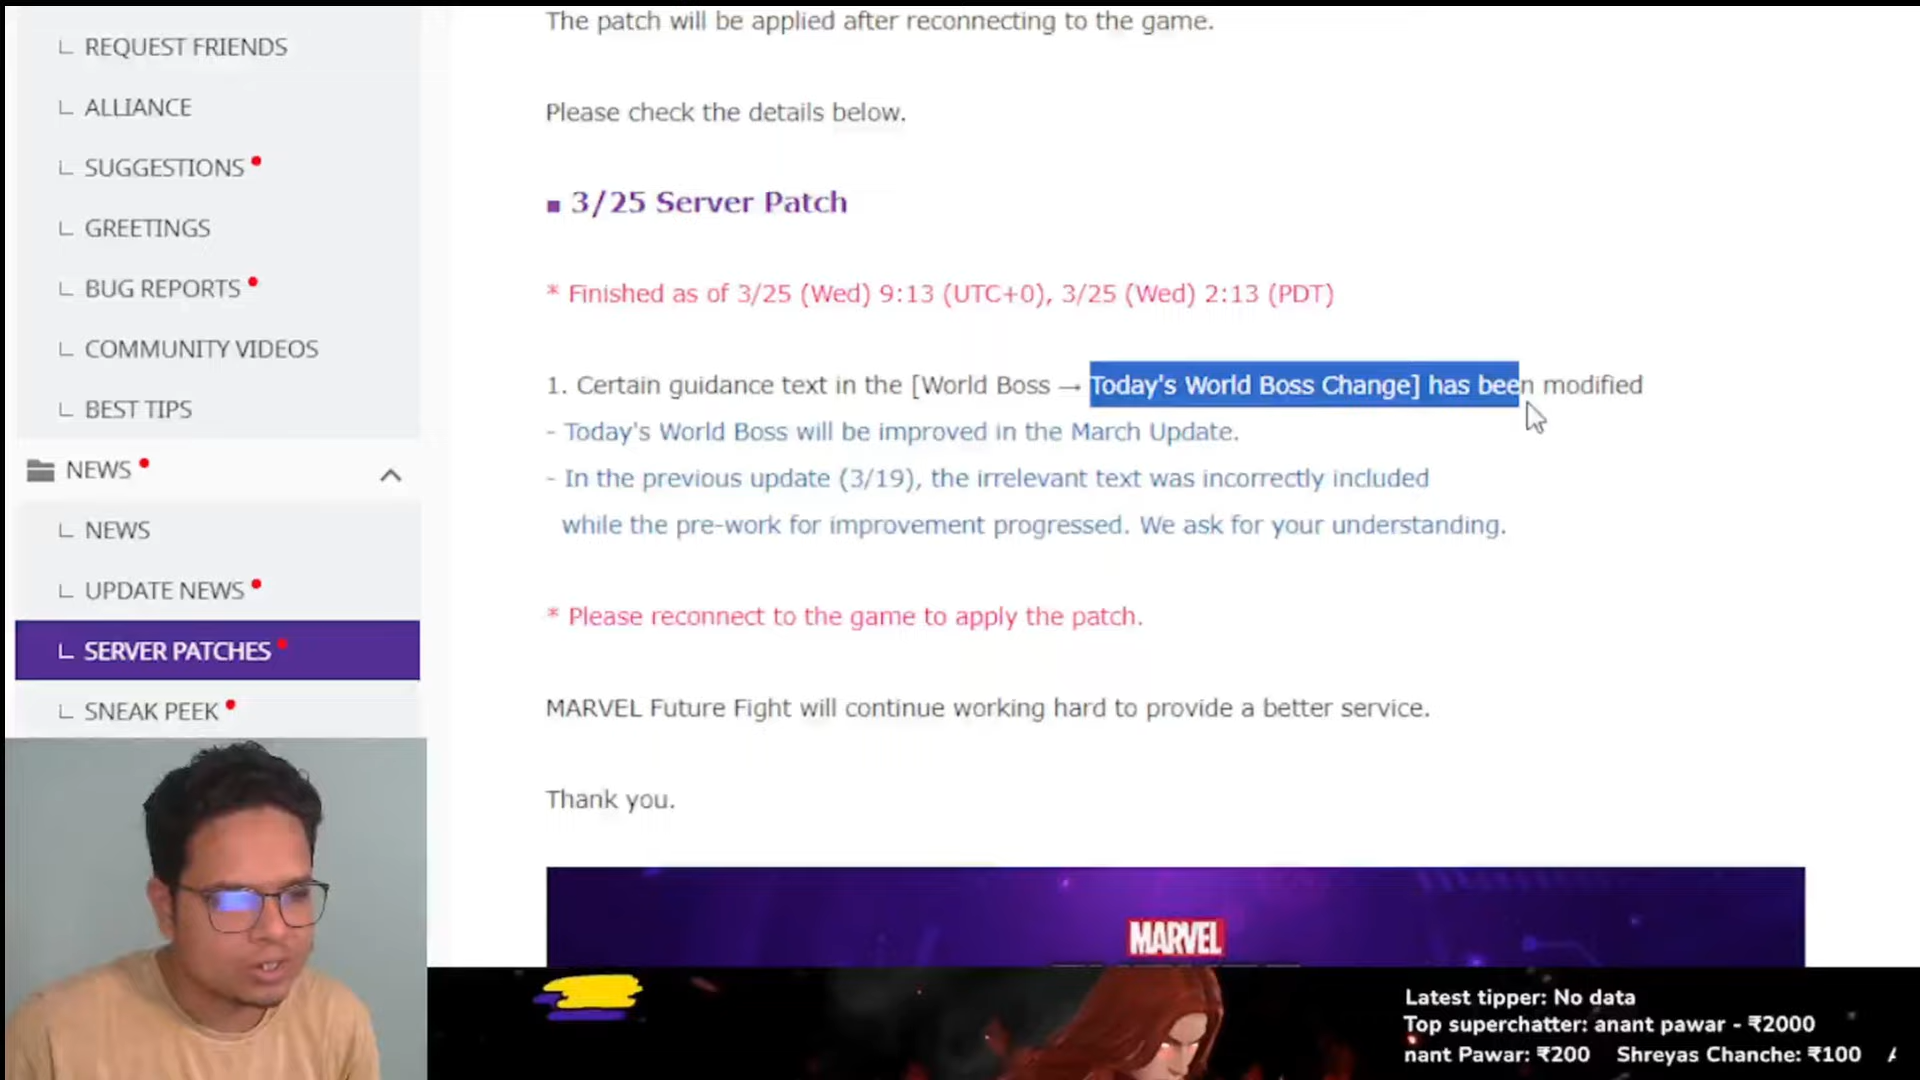 REQUEST FRIENDS
ALLIANCE
SUGGESTIONS
GREETINGS
BUG REPORTS
COMMUNITY VIDEOS
BEST TIPS
NEWS
NEWS
UPDATE NEWS
SERVER PATCHES
SNEAK PEEK
The patch will be applied after reconnecting to the game.
Please check the details below.
■ 3/25 Server Patch
* Finished as of 3/25 (Wed) 9:13 (UTC+0), 3/25 (Wed) 2:13 (PDT)
1. Certain guidance text in the [World Boss → Today's World Boss Change] has been modified
- Today's World Boss will be improved in the March Update.
- In the previous update (3/19), the irrelevant text was incorrectly included
while the pre-work for improvement progressed. We ask for your understanding.
* Please reconnect to the game to apply the patch.
MARVEL Future Fight will continue working hard to provide a better service.
Thank you.
MARVEL
Latest tipper: No data
Top superchatter: anant pawar - ₹2000
nant Pawar: ₹200 Shreyas Chanche: ₹100